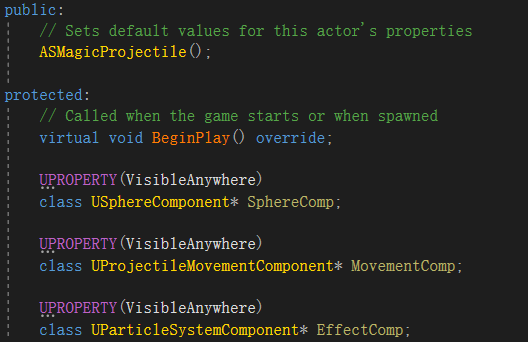 public:
// Sets default values for this actor's properties
ASMagicProjectile();
protected:
// Called when the game starts or when spawned
virtual void BeginPlay() override;
UPROPERTY(VisibleAnywhere)
class USphereComponent* SphereComp;
UPROPERTY(VisibleAnywhere)
class UProjectileMovementComponent* MovementComp;
UPROPERTY(VisibleAnywhere)
class UParticleSystemComponent* EffectComp;